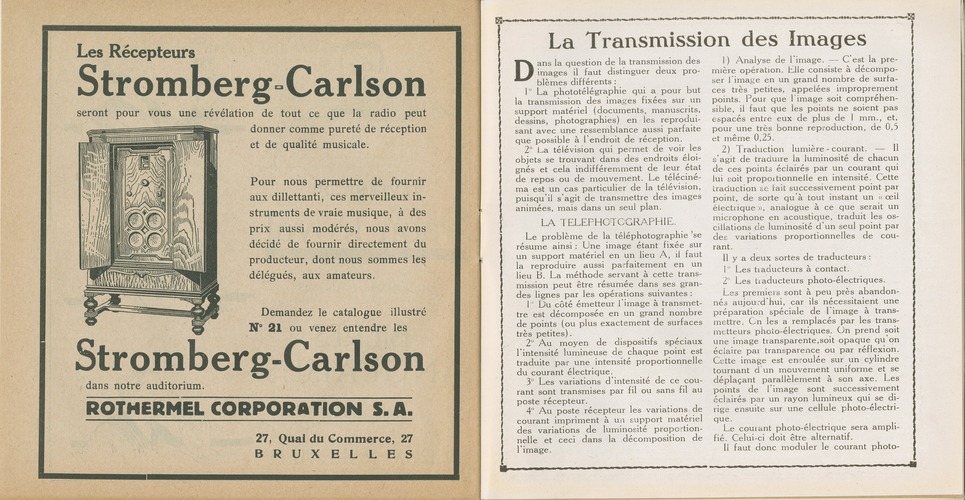 Les Récepteurs
Stromberg-Carlson
seront pour vous une révélation de tout ce que la radio peut
donner comme pureté de réception
et de qualité musicale.
Pour nous permettre de fournir
aux dillettanti, ces merveilleux in-
struments de vraie musique, à des
prix aussi modérés, nous avons
décidé de fournir directement du
producteur, dont nous sommes les
délégués, aux amateurs.
Demandez le catalogue illustré
N° 21 ou venez entendre les
Stromberg-Carlson
dans notre auditorium.
ROTHERMEL CORPORATION S. A.
27, Quai du Commerce, 27
BRUXELLES
La Transmission des Images
Dans la question de la transmission des
images il faut distinguer deux pro-
blèmes différents :
1° La phototélégraphie qui a pour but
la transmission des images fixées sur un
support matériel (documents, manuscrits,
dessins, photographies) en les reprodui-
sant avec une ressemblance aussi parfaite
que possible à l'endroit de réception.
2° La télévision qui permet de voir les
objets se trouvant dans des endroits éloi-
gnés et cela indifféremment de leur état
de repos ou de mouvement. Le téléciné-
ma est un cas particulier de la télévision,
puisqu'il s'agit de transmettre des images
animées, mais dans un seul plan.
LA TELEPHOTOGRAPHIE.
Le problème de la téléphotographie se
résume ainsi : Une image étant fixée sur
un support matériel en un lieu A, il faut
la reproduire aussi parfaitement en un
lieu B. La méthode servant à cette trans-
mission peut être résumée dans ses gran-
des lignes par les opérations suivantes :
1° Du côté émetteur l'image à transmet-
tre est décomposée en un grand nombre
de points (ou plus exactement de surfaces
très petites).
2° Au moyen de dispositifs spéciaux
l'intensité lumineuse de chaque point est
traduite par une intensité proportionnelle
du courant électrique.
3° Les variations d'intensité de ce cou-
rant sont transmises par fil ou sans fil au
poste récepteur.
4° Au poste récepteur les variations de
courant impriment à un support matériel
des variations de luminosité proportion-
nelle et ceci dans la décomposition de
l'image.
1) Analyse de l'image. — C'est la pre-
mière opération. Elle consiste à décompo-
ser l'image en un grand nombre de surfa-
ces très petites, appelées improprement
points. Pour que l'image soit compréhen-
sible, il faut que les points ne soient pas
espacés entre eux de plus de 1 mm., et,
pour une très bonne reproduction, de 0,5
et même 0,25.
2) Traduction lumière-courant. — Il
s'agit de traduire la luminosité de chacun
de ces points éclairés par un courant qui
lui soit proportionnelle en intensité. Cette
traduction se fait successivement point par
point, de sorte qu'à tout instant un « œil
électrique », analogue à ce que serait un
microphone en acoustique, traduit les os-
cillations de luminosité d'un seul point par
des variations proportionnelles de cou-
rant.
Il y a deux sortes de traducteurs :
1° Les traducteurs à contact.
2° Les traducteurs photo-électriques.
Les premiers sont à peu près abandon-
nés aujourd'hui, car ils nécessitaient une
préparation spéciale de l'image à trans-
mettre. On les a remplacés par les trans-
metteurs photo-électriques. On prend soit
une image transparente, soit opaque qu'on
éclaire par transparence ou par réflexion.
Cette image est enroulée sur un cylindre
tournant d'un mouvement uniforme et se
déplaçant parallèlement à son axe. Les
points de l'image sont successivement
éclairés par un rayon lumineux qui se di-
rige ensuite sur une cellule photo-électri-
que.
Le courant photo-électrique sera ampli-
fié. Celui-ci doit être alternatif.
Il faut donc moduler le courant photo-